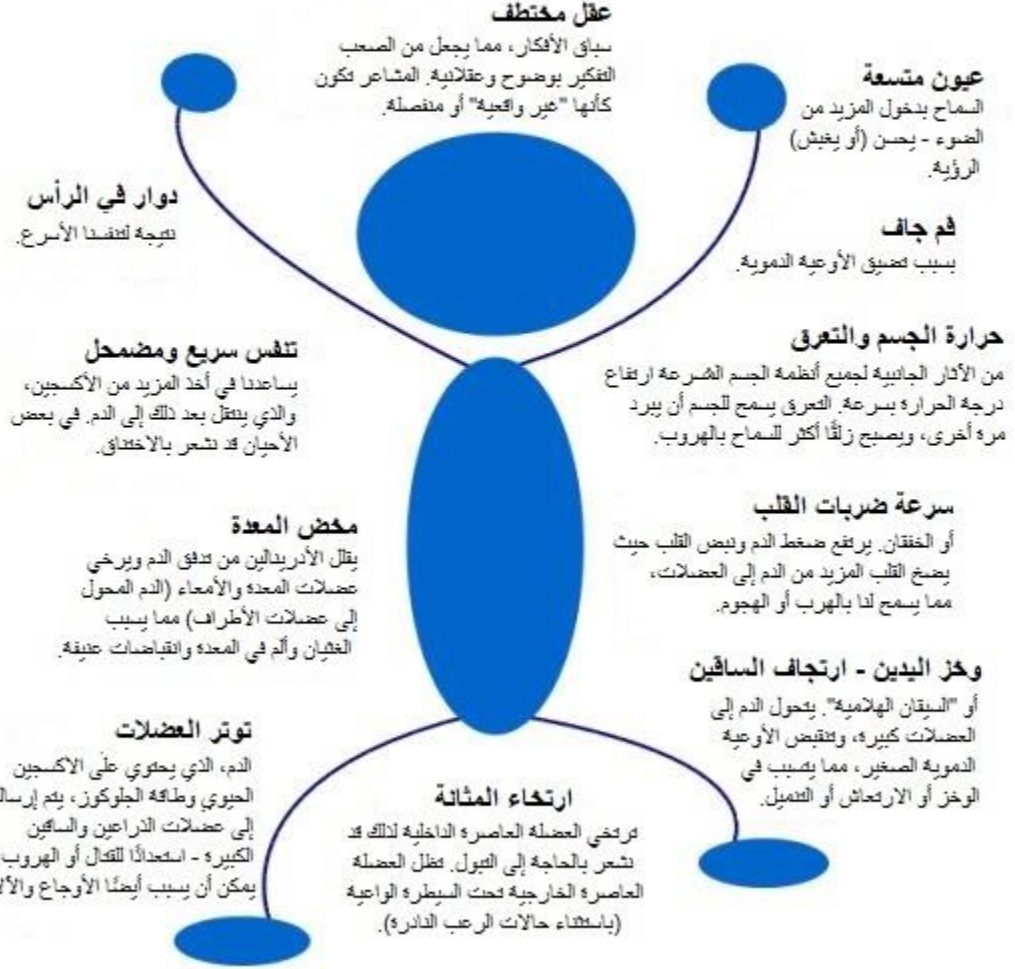 عقل مختطف
سباق الأفكار، مما يجعل من الصعب
التفكير بوضوح وعقلانية. المشاعر تكون
كأنها "غير واقعية" أو منفصلة.
عيون متسعة
السماح بدخول المزيد من
الضوء - يحسن (أو يغبش)
الرؤية.
دوار في الرأس
نتيجة لتنفسنا الأسرع.
فم جاف
بسبب تضيق الأوعية الدموية.
حرارة الجسم والتعرق
من الآثار الجانبية لجميع أنظمة الجسم المُسرعة ارتفاع
درجة الحرارة بسرعة. التعرق يسمح للجسم أن يبرد
مرة أخرى، ويصبح زلقًا أكثر للسماح بالهروب.
تنفس سريع ومضمحل
يساعدنا في أخذ المزيد من الأكسجين،
والذي ينتقل بعد ذلك إلى الدم. في بعض
الأحيان قد نشعر بالاختناق.
سرعة ضربات القلب
أو الخفقان. يرتفع ضغط الدم ونبض القلب حيث
يضخ القلب المزيد من الدم إلى العضلات،
مما يسمح لنا بالهرب أو الهجوم.
مخض المعدة
يقلل الأدرينالين من تدفق الدم ويرخي
عضلات المعدة والأمعاء (الدم المحول
إلى عضلات الأطراف) مما يسبب
الغثيان وألم في المعدة وانقباضات عنيفة.
وخز اليدين - ارتجاف الساقين
أو "السيقان الهلامية". يتحول الدم إلى
العضلات كبيرة، وتنقبض الأوعية
الدموية الصغير، مما يتسبب في
الوخز أو الارتعاش أو التنميل.
توتر العضلات
الدم، الذي يحتوي على الأكسجين
الحيوي وطاقة الجلوكوز، يتم
إلى عضلات الذراعين والساقين
الكبيرة - استعدادًا للقتال أو الهروب
يمكن أن يسبب أيضًا الأوجاع
ارتخاء المثانة
ترتخي العضلة العاصرة الداخلية لذلك قد
نشعر بالحاجة إلى التبول. تظل العضلة
العاصرة الخارجية تحت السيطرة الواعية
(باستثناء حالات الرعب النادرة).